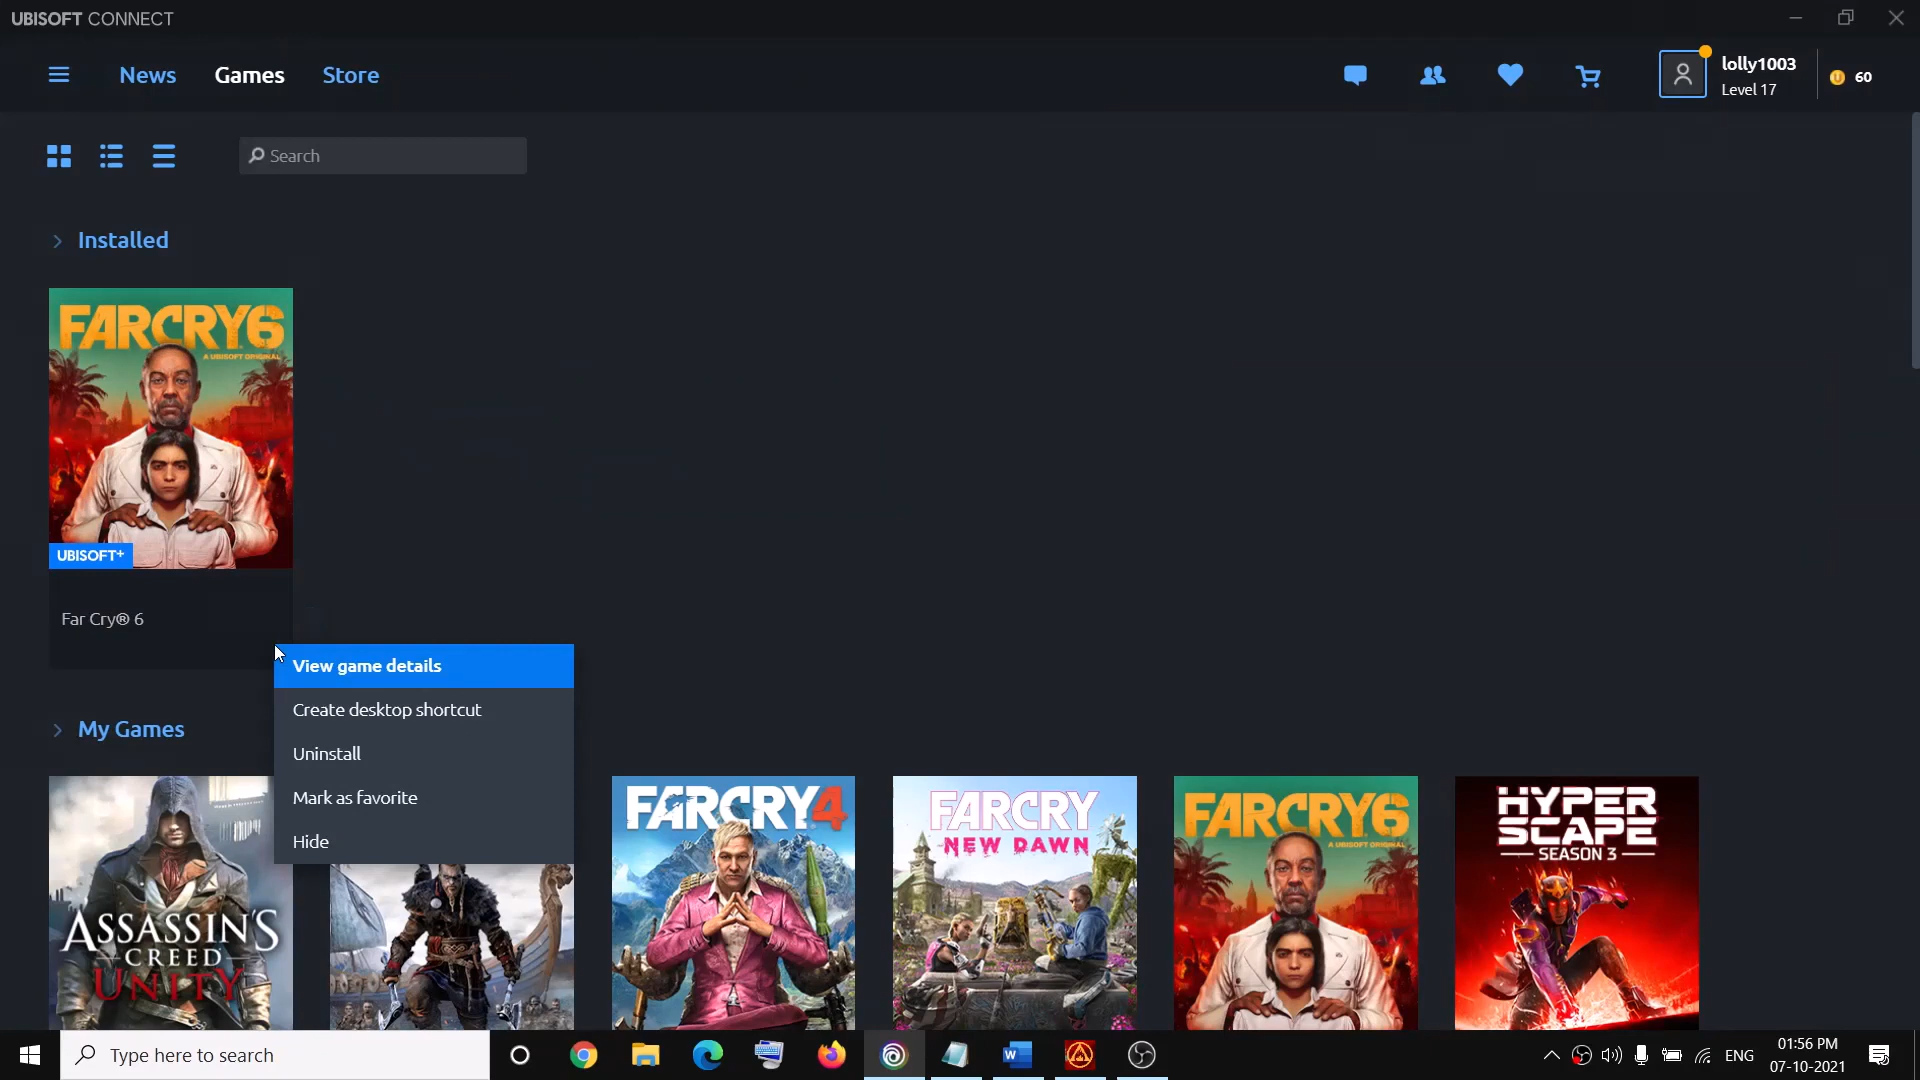 UBISOFT CONNECT
News Games Store
lolly1003
Level 17
60
Search
Installed
FARCRY6
A UBISOFT ORIGINAL
UBISOFT+
Far Cry® 6
View game details
Create desktop shortcut
Uninstall
Mark as favorite
Hide
My Games
ASSASSIN'S
CREED
UNITY
FARCRY4
FARCRY
NEW DAWN
FARCRY6
A UBISOFT ORIGINAL
HYPER
SCAPE
SEASON 3
Type here to search
ENG
01:56 PM
07-10-2021